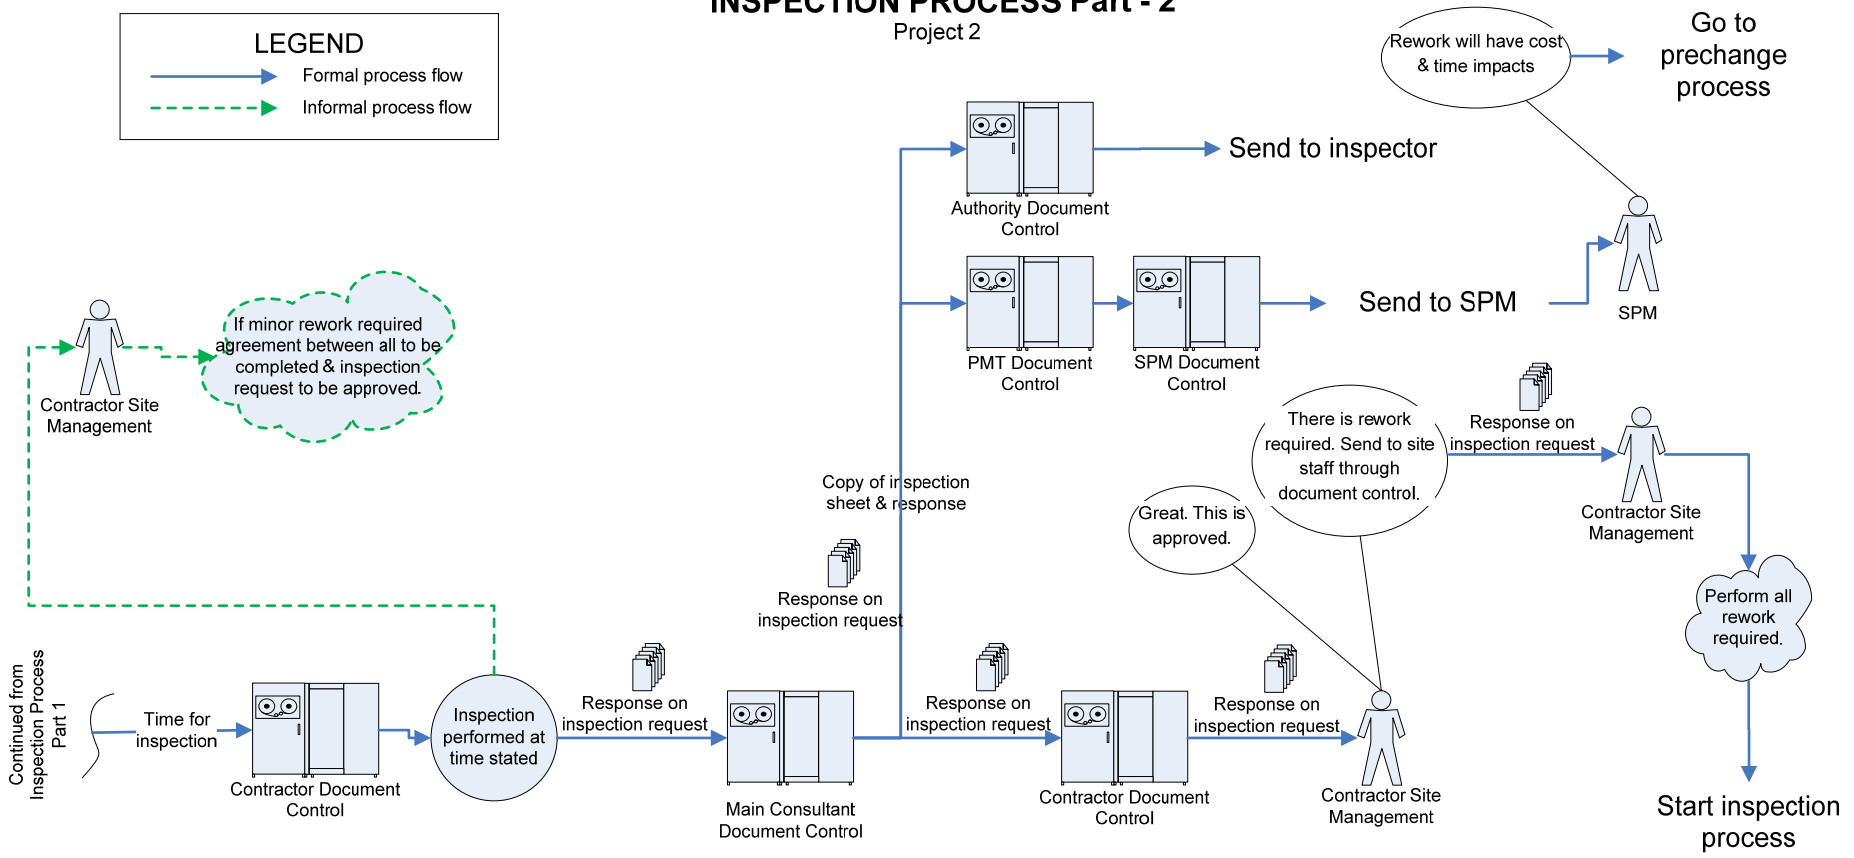 INSPECTION PROCESS Part - 2
Project 2
LEGEND
Formal process flow
Informal process flow
Rework will have cost
& time impacts
Go to
prechange
process
Authority Document
Control
Send to inspector
PMT Document
Control
SPM Document
Control
Send to SPM
SPM
Contractor Site
Management
If minor rework required
agreement between all to be
completed & inspection
request to be approved.
Copy of inspection
sheet & response
Response on
inspection request
Great. This is
approved.
There is rework
required. Send to site
staff through
document control.
Response on
inspection request
Contractor Site
Management
Perform all
rework
required.
Start inspection
process
Continued from
Inspection Process
Part 1
Time for
inspection
Contractor Document
Control
Inspection
performed at
time stated
Response on
inspection request
Main Consultant
Document Control
Response on
inspection request
Contractor Document
Control
Response on
inspection request
Contractor Site
Management